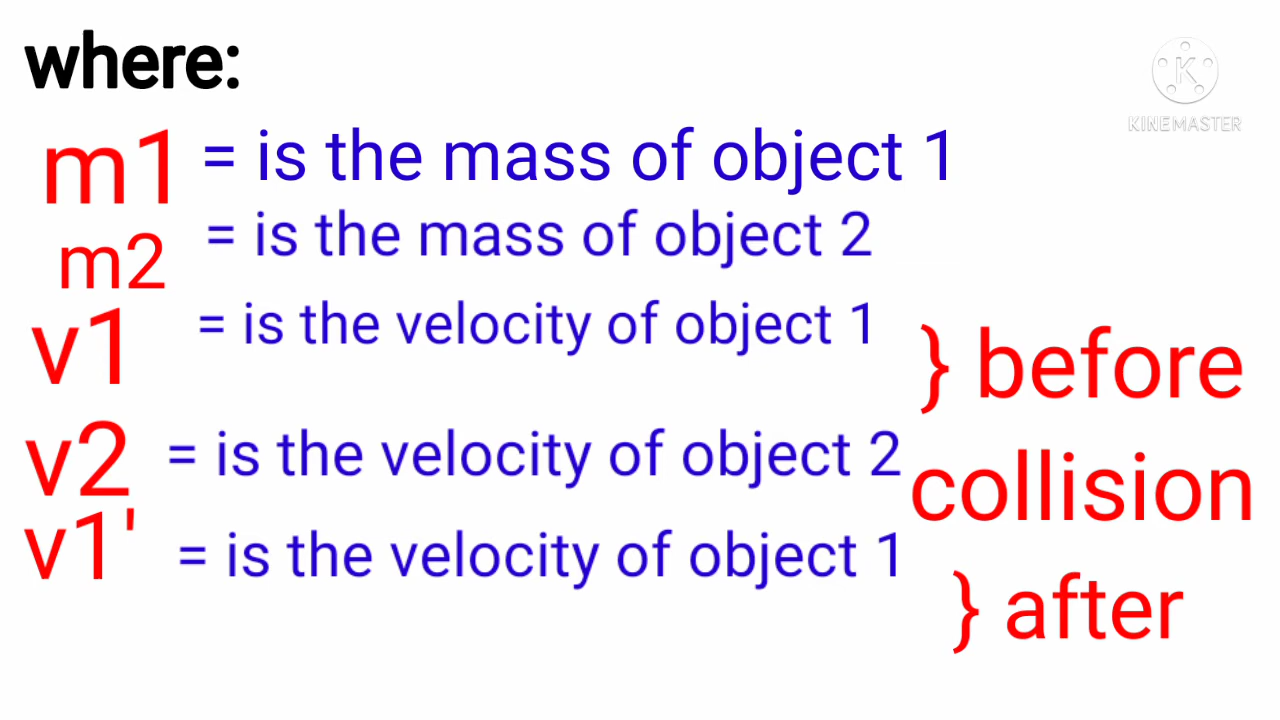 where:
KINEMASTER
m1 = is the mass of object 1
m2 = is the mass of object 2
v1 = is the velocity of object 1
} before
v2 = is the velocity of object 2
collision
v1' = is the velocity of object 1
} after